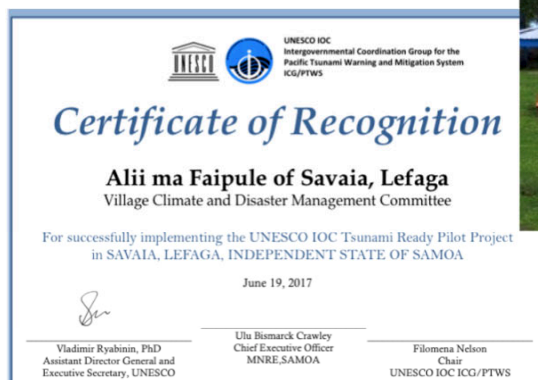 UNESCO IOC
Intergovernmental Coordination Group for the
Pacific Tsunami Warning and Mitigation System
ICG/PTWS
UNESCO
Certificate of Recognition
Alii ma Faipule of Savaia, Lefaga
Village Climate and Disaster Management Committee
For successfully implementing the UNESCO IOC Tsunami Ready Pilot Project
in SAVAIA, LEFAGA, INDEPENDENT STATE OF SAMOA
June 19, 2017
Vladimir Ryabinin, PhD
Assistant Director General and
Executive Secretary, UNESCO
Ulu Bismarck Crawley
Chief Executive Officer
MNRE,SAMOA
Filomena Nelson
Chair
UNESCO IOC ICG/PTWS